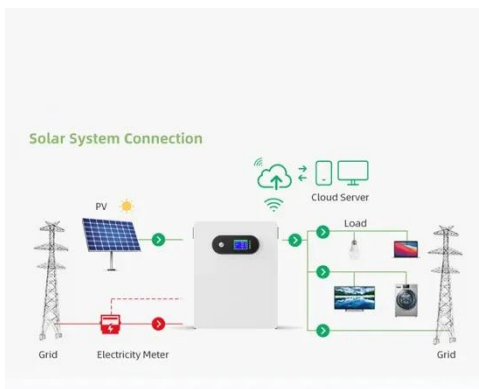 Solar System Connection
Cloud Server
PV
Load
Grid
Electricity Meter
Grid